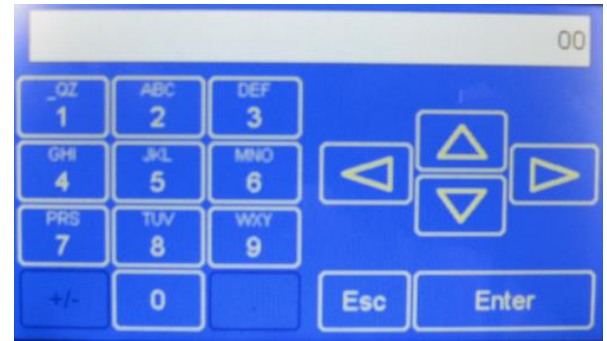 00
_QZ ABC DEF
1 2 3
GHI JKL MNO
4 5 6
PRS TUV WXY
7 8 9
+/- 0 . Esc Enter